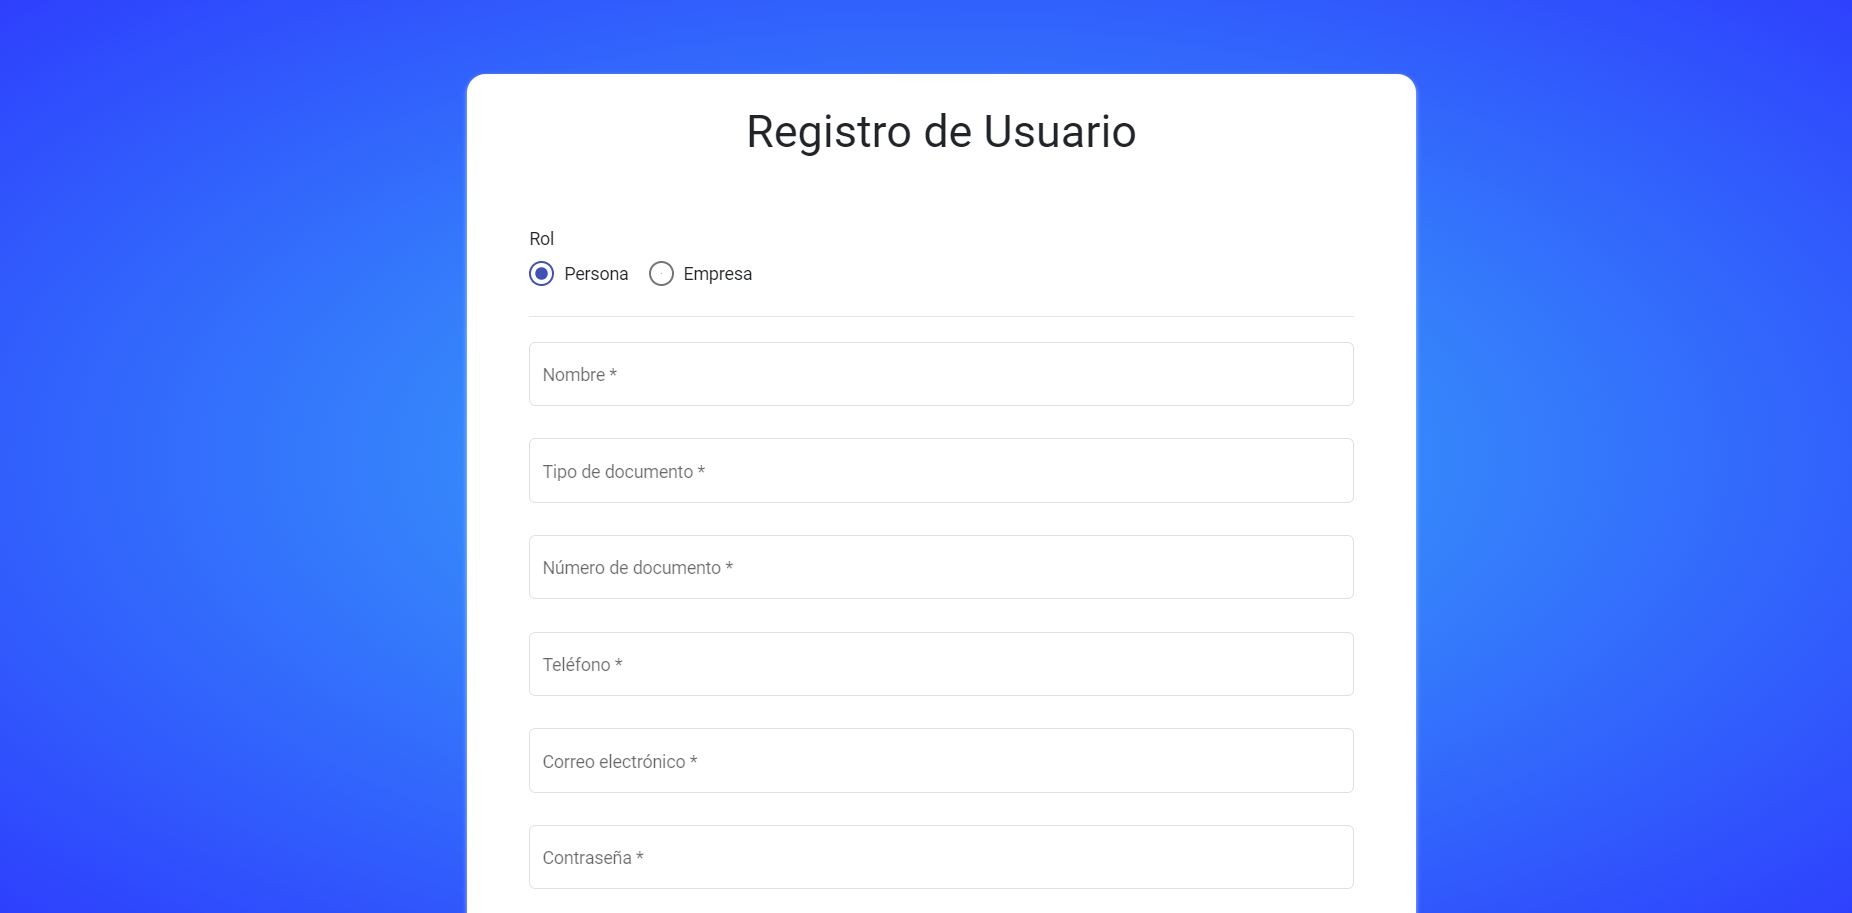 Registro de Usuario
Rol
Persona Empresa
Nombre *
Tipo de documento *
Número de documento *
Teléfono *
Correo electrónico *
Contraseña *